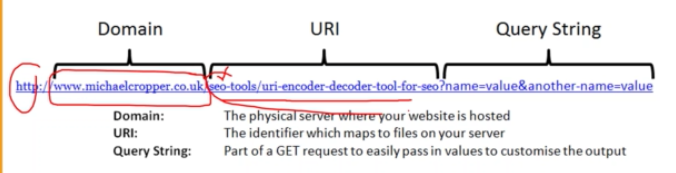 Domain URI Query String
http://www.michaelcropper.co.uk/seo-tools/uri-encoder-decoder-tool-for-seo?name=value&another-name=value
Domain: The physical server where your website is hosted
URI: The identifier which maps to files on your server
Query String: Part of a GET request to easily pass in values to customise the output